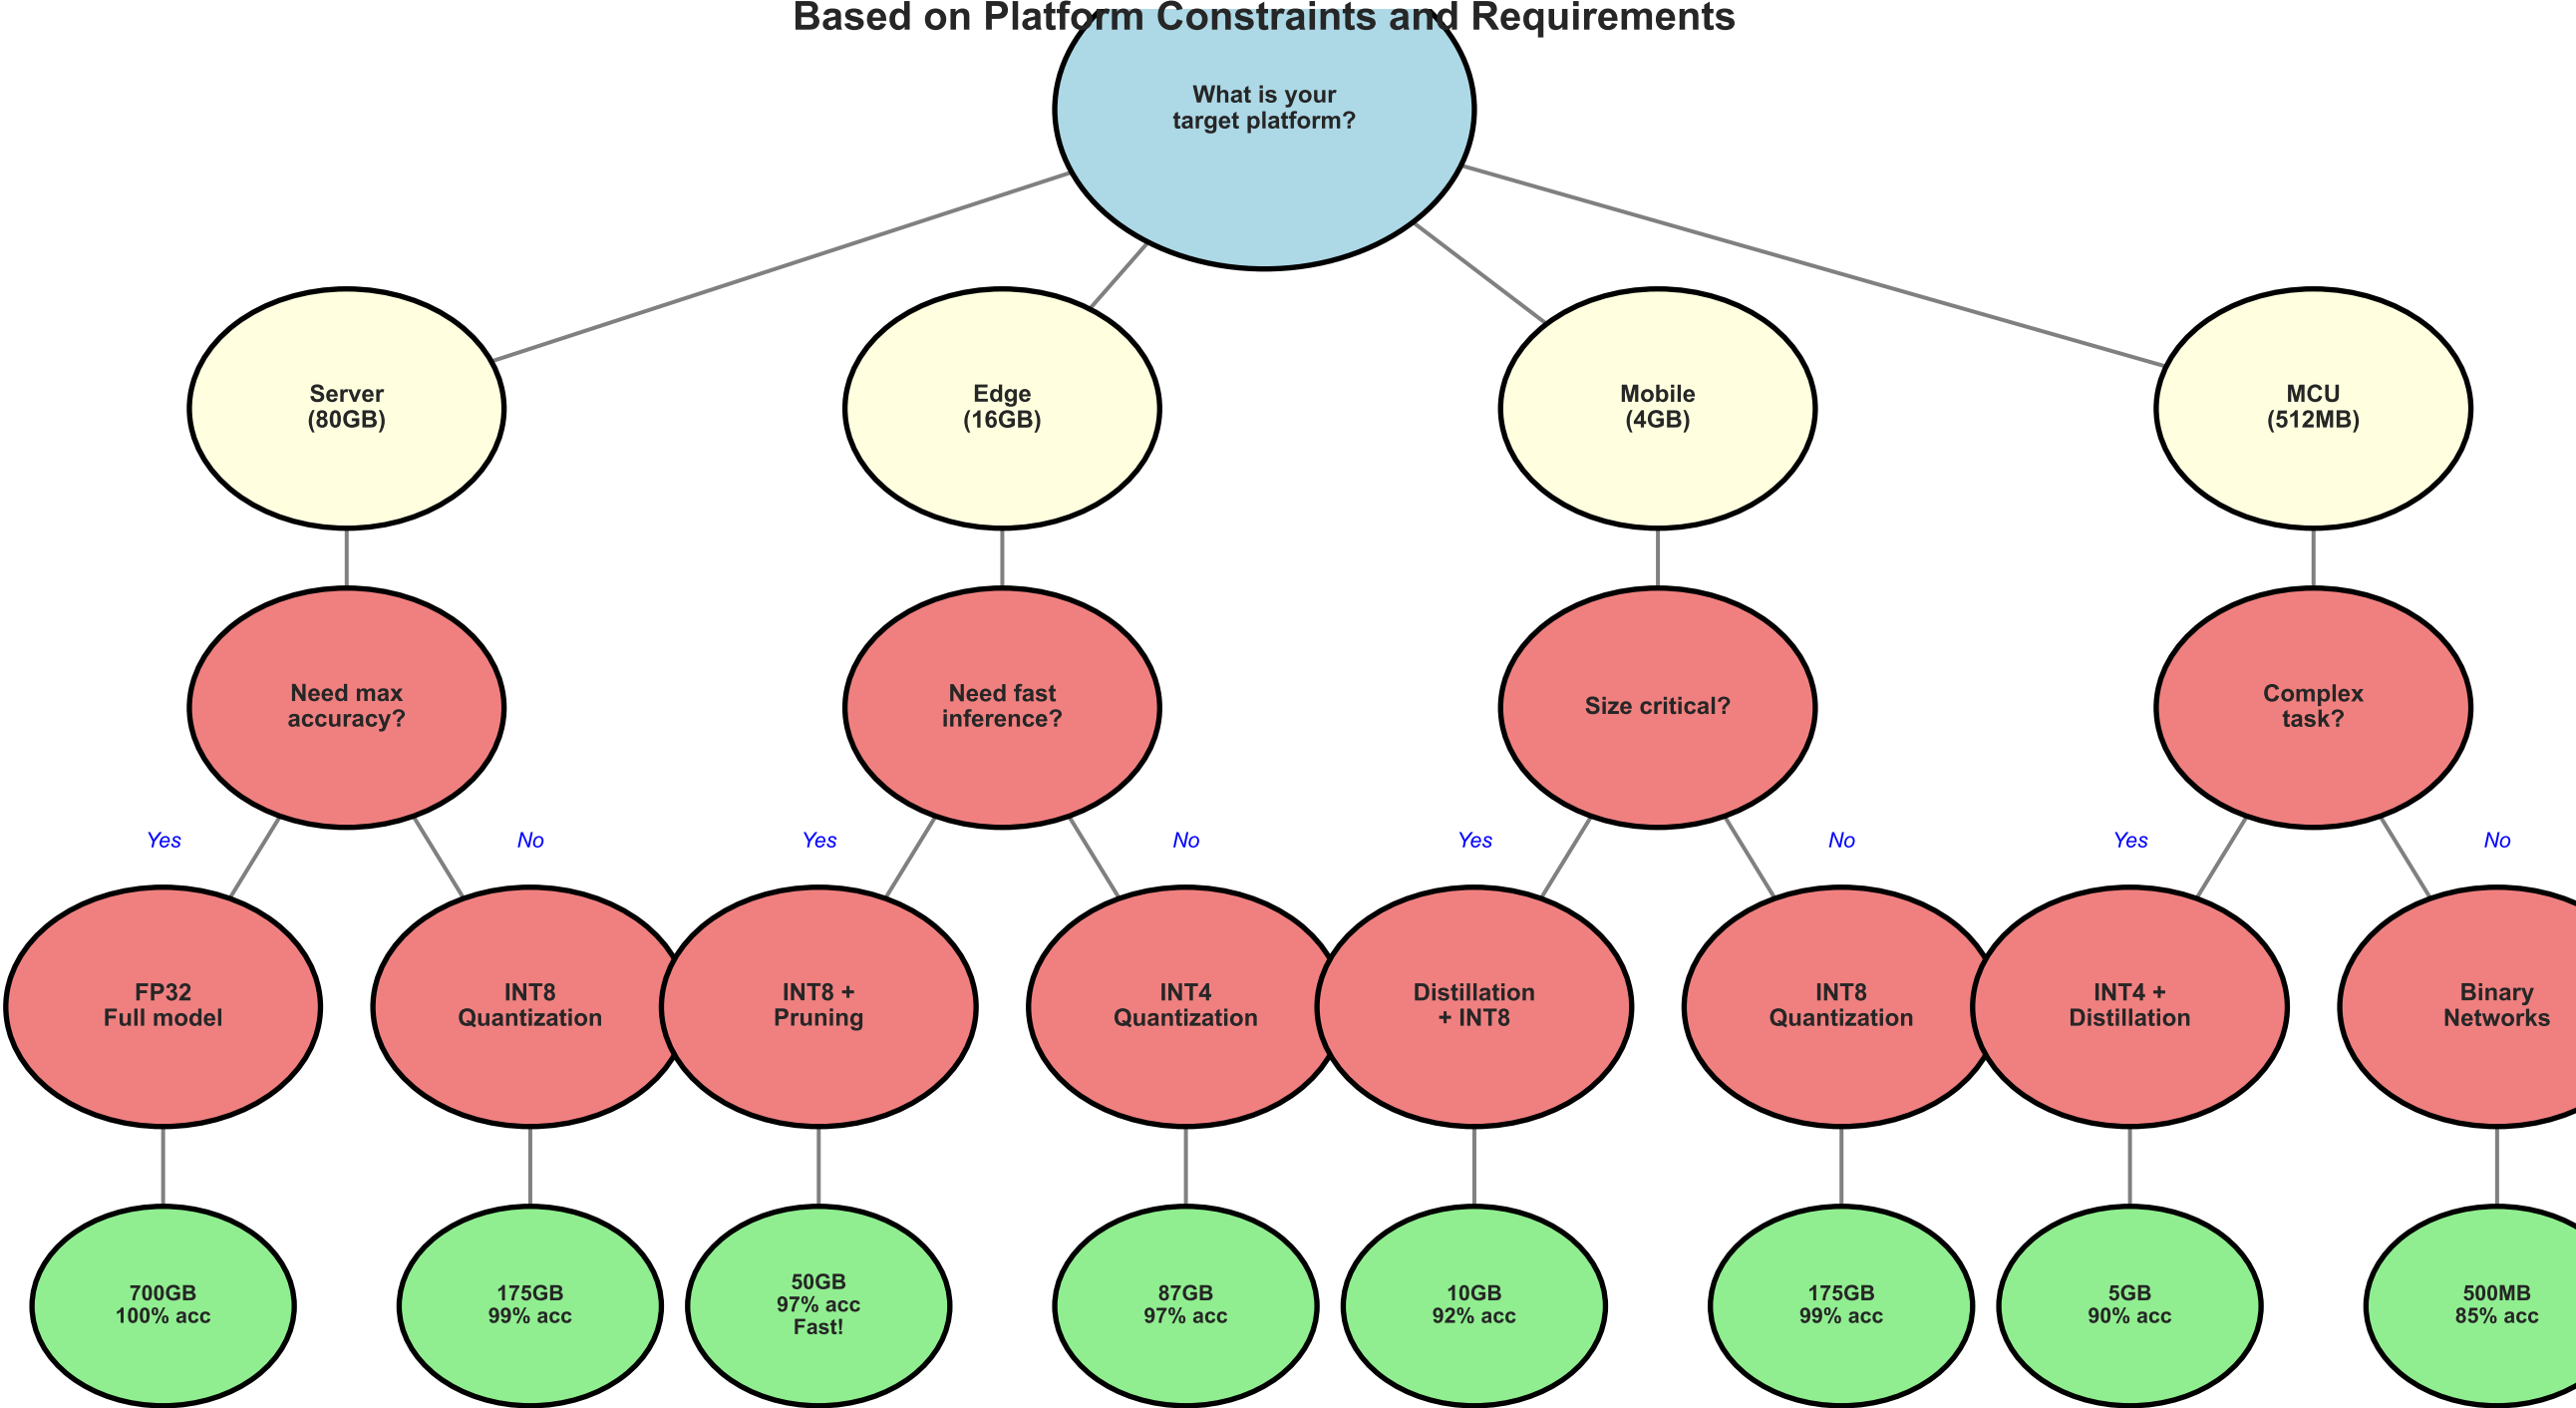 Based on Platform Constraints and Requirements
What is your
target platform?
Server
(80GB)
Edge
(16GB)
Mobile
(4GB)
MCU
(512MB)
Need max
accuracy?
Need fast
inference?
Size critical?
Complex
task?
Yes
No
Yes
No
Yes
No
Yes
No
FP32
Full model
INT8
Quantization
INT8 +
Pruning
INT4
Quantization
Distillation
+ INT8
INT8
Quantization
INT4 +
Distillation
Binary
Networks
700GB
100% acc
175GB
99% acc
50GB
97% acc
Fast!
87GB
97% acc
10GB
92% acc
175GB
99% acc
5GB
90% acc
500MB
85% acc